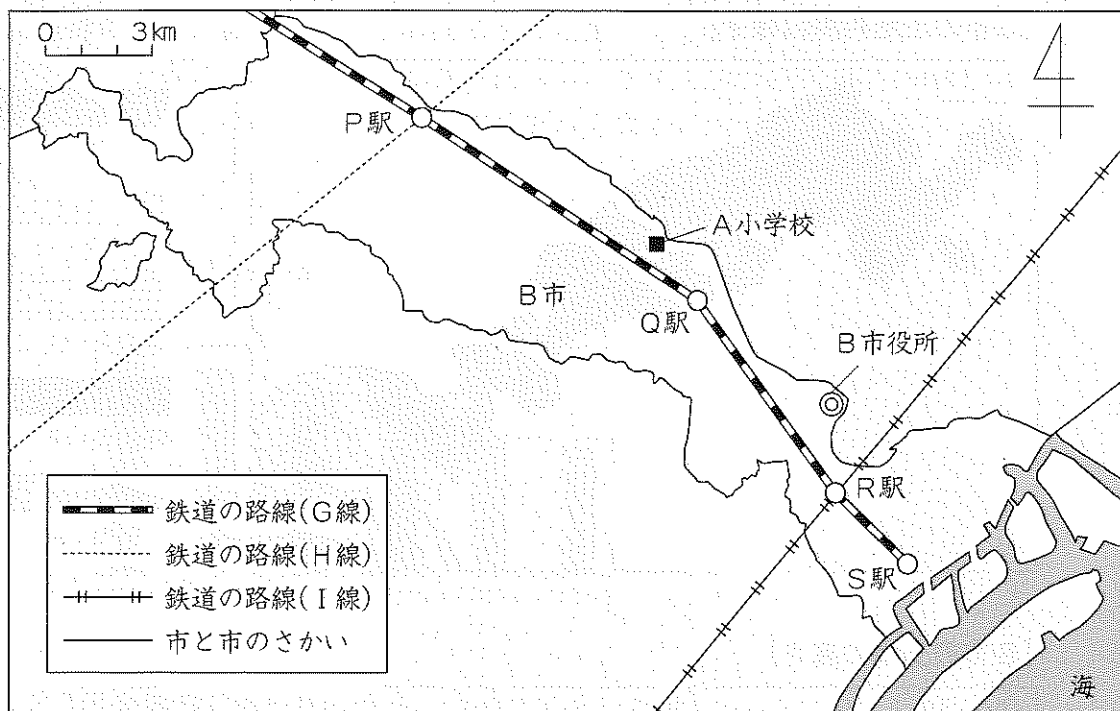 0 3km
P駅
A小学校
B市
Q駅
B市役所
R駅
S駅
鉄道の路線(G線)
鉄道の路線(H線)
鉄道の路線(I線)
市と市のさかい
海